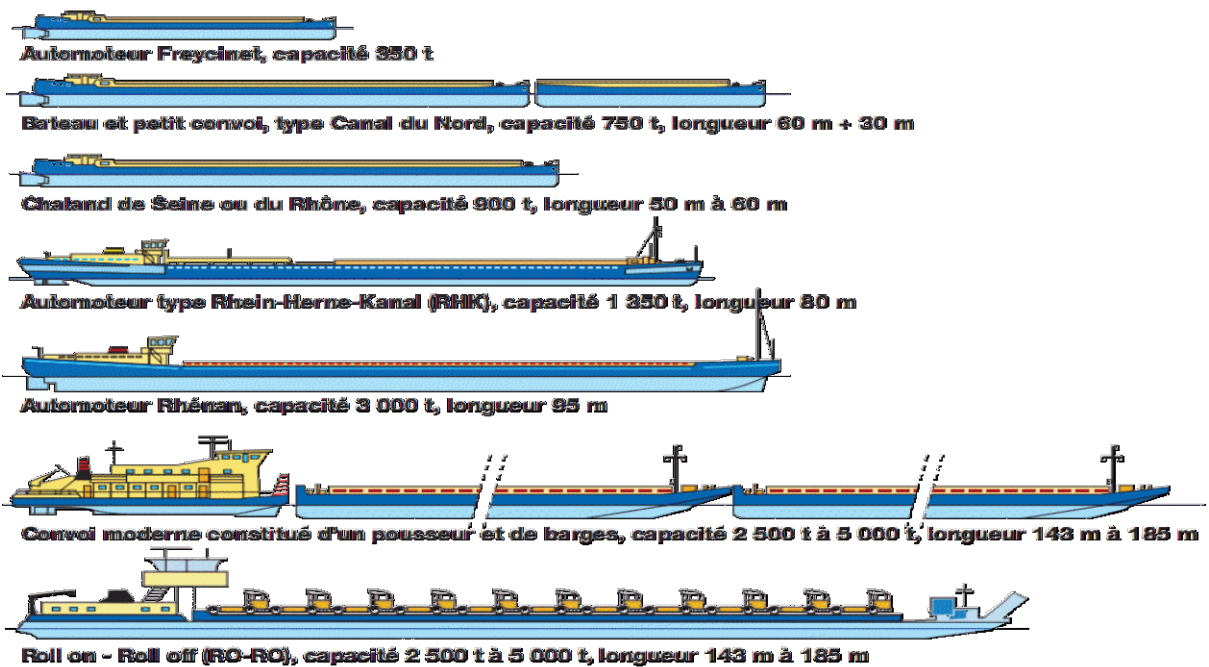 Automoteur Freycinet, capacité 350 t
Bateau et petit convoi, type Canal du Nord, capacité 750 t, longueur 60 m + 30 m
Chaland de Seine ou du Rhône, capacité 900 t, longueur 50 m à 60 m
Automoteur type Rhein-Herne-Kanal (RHK), capacité 1 350 t, longueur 80 m
Automoteur Rhénan, capacité 3 000 t, longueur 95 m
Convoi moderne constitué d'un pousseur et de barges, capacité 2 500 t à 5 000 t, longueur 143 m à 185 m
Roll on - Roll off (RO-RO), capacité 2 500 t à 5 000 t, longueur 143 m à 185 m